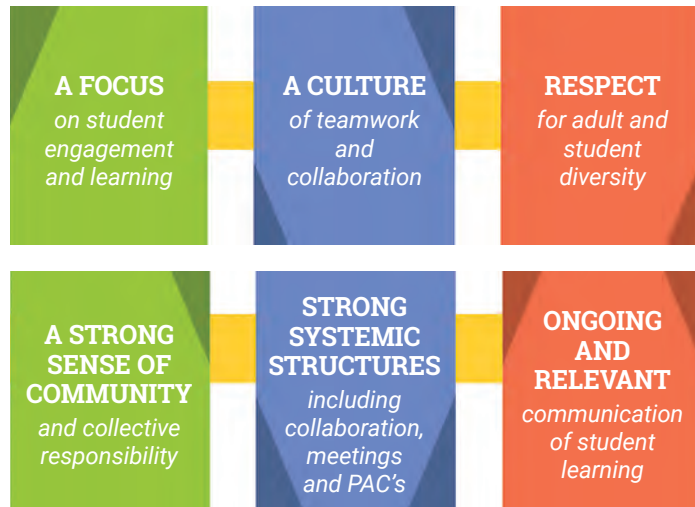 A FOCUS
on student
engagement
and learning
A CULTURE
of teamwork
and
collaboration
RESPECT
for adult and
student
diversity
A STRONG
SENSE OF
COMMUNITY
and collective
responsibility
STRONG
SYSTEMIC
STRUCTURES
including
collaboration,
meetings
and PAC's
ONGOING
AND
RELEVANT
communication
of student
learning